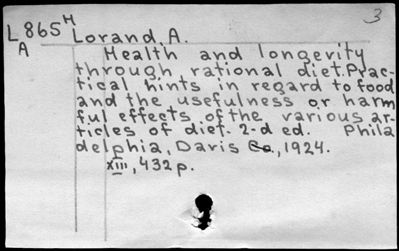 3
L865M Lorand, A.
A
Health and longevity
through rational diet. Prac-
tical hints in regard to food
and the usefulness or harm
ful effects of the various ar-
ticles of diet. 2-d ed. Phila
delphia, Davis Co., 1924.
XIII, 432 p.